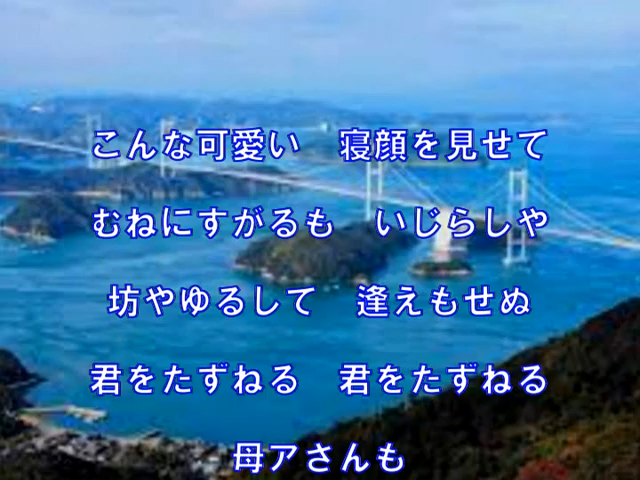 こんな可愛い　寝顔を見せて
むねにすがるも　いじらしや
坊やゆるして　逢えもせぬ
君をたずねる　君をたずねる
母アさんも